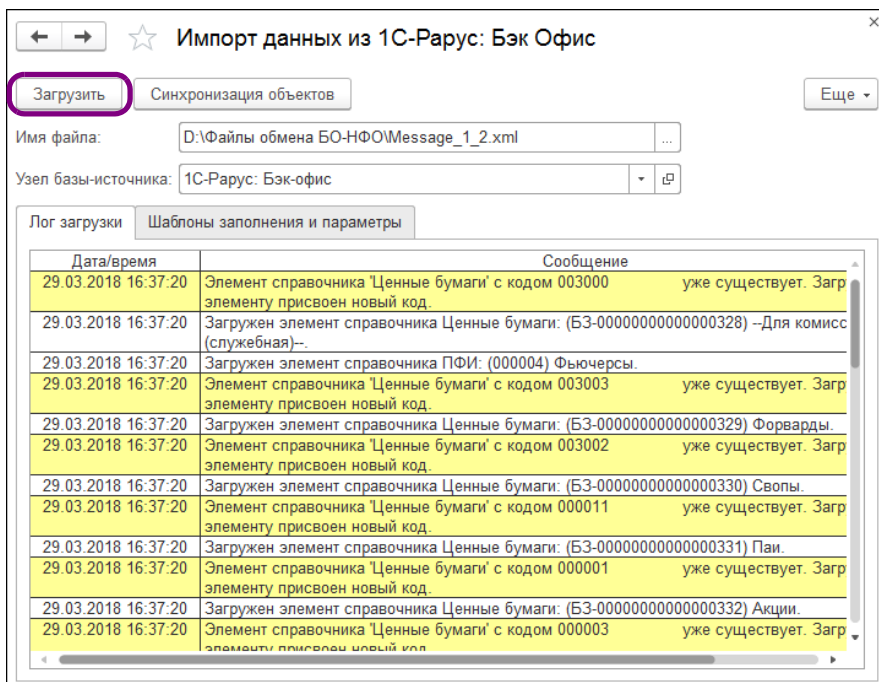 Импорт данных из 1С-Рарус: Бэк Офис
Загрузить Синхронизация объектов Еще
Имя файла: D:\Файлы обмена БО-НФО\Message_1_2.xml ...
Узел базы-источника: 1С-Рарус: Бэк-офис
Лог загрузки Шаблоны заполнения и параметры
Дата/время Сообщение
29.03.2018 16:37:20 Элемент справочника 'Ценные бумаги' с кодом 003000 уже существует. Загр
элементу присвоен новый код.
29.03.2018 16:37:20 Загружен элемент справочника Ценные бумаги: (БЗ-00000000000000328) --Для комисс
(служебная)--.
29.03.2018 16:37:20 Загружен элемент справочника ПФИ: (000004) Фьючерсы.
29.03.2018 16:37:20 Элемент справочника 'Ценные бумаги' с кодом 003003 уже существует. Загр
элементу присвоен новый код.
29.03.2018 16:37:20 Загружен элемент справочника Ценные бумаги: (БЗ-00000000000000329) Форварды.
29.03.2018 16:37:20 Элемент справочника 'Ценные бумаги' с кодом 003002 уже существует. Загр
элементу присвоен новый код.
29.03.2018 16:37:20 Загружен элемент справочника Ценные бумаги: (БЗ-00000000000000330) Свопы.
29.03.2018 16:37:20 Элемент справочника 'Ценные бумаги' с кодом 000011 уже существует. Загр
элементу присвоен новый код.
29.03.2018 16:37:20 Загружен элемент справочника Ценные бумаги: (БЗ-00000000000000331) Паи.
29.03.2018 16:37:20 Элемент справочника 'Ценные бумаги' с кодом 000001 уже существует. Загр
элементу присвоен новый код.
29.03.2018 16:37:20 Загружен элемент справочника Ценные бумаги: (БЗ-00000000000000332) Акции.
29.03.2018 16:37:20 Элемент справочника 'Ценные бумаги' с кодом 000003 уже существует. Загр
элементу присвоен новый код.